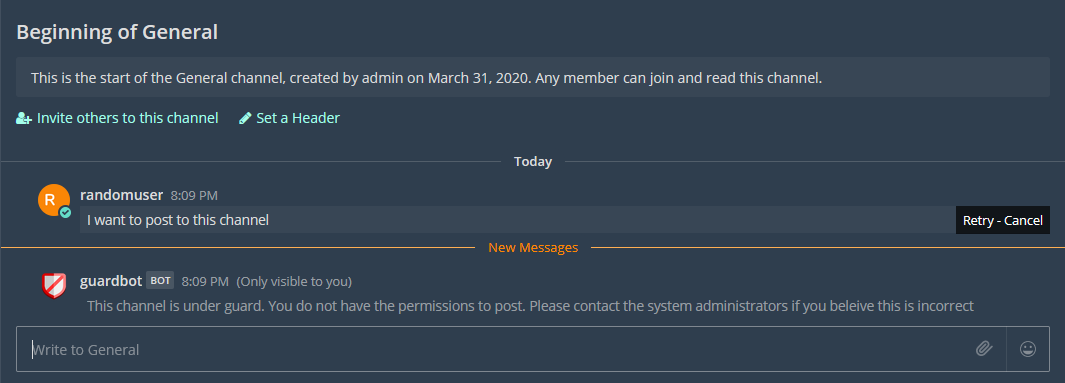 Beginning of General
This is the start of the General channel, created by admin on March 31, 2020. Any member can join and read this channel.
Invite others to this channel Set a Header
Today
R randomuser 8:09 PM
I want to post to this channel Retry - Cancel
New Messages
guardbot BOT 8:09 PM (Only visible to you)
This channel is under guard. You do not have the permissions to post. Please contact the system administrators if you beleive this is incorrect
Write to General